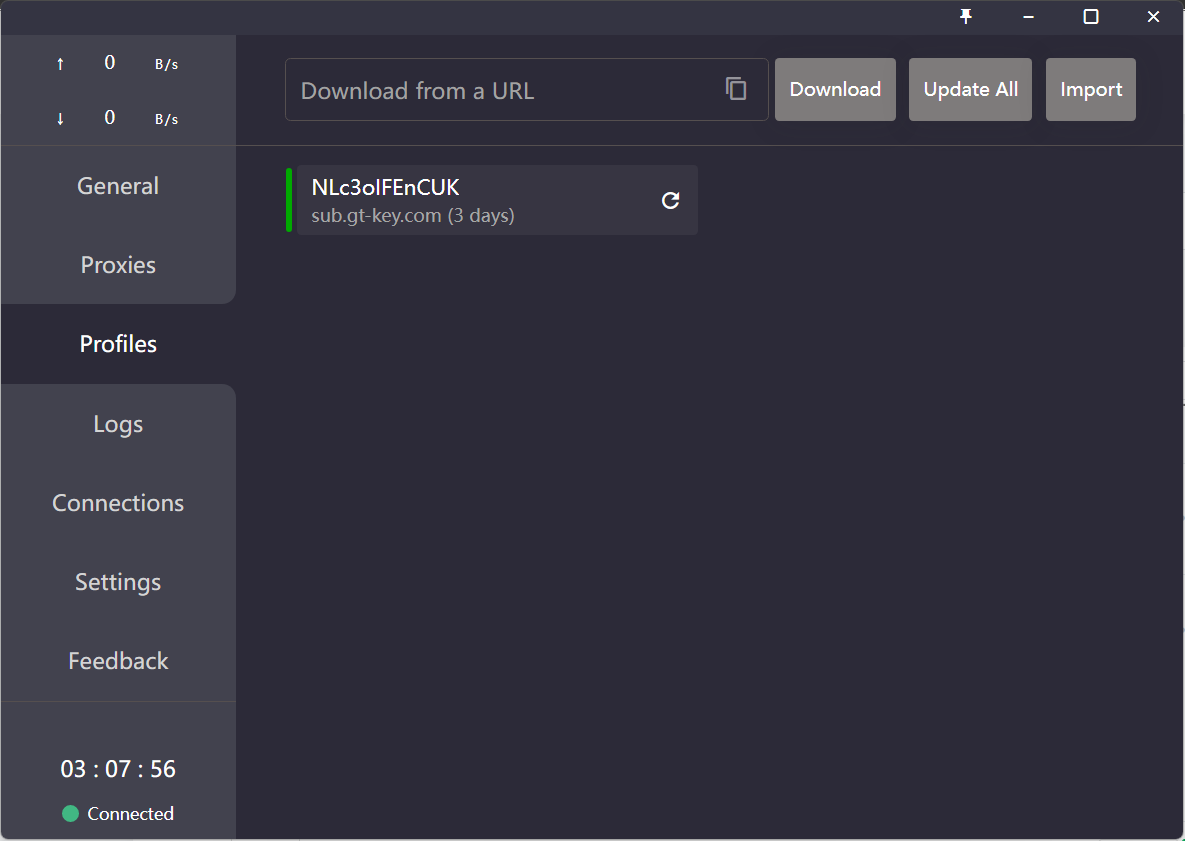 ↑ 0 B/s
↓ 0 B/s
Download from a URL
Download
Update All
Import
General
Proxies
Profiles
Logs
Connections
Settings
Feedback
NLc3oIFEnCUK
sub.gt-key.com (3 days)
03 : 07 : 56
Connected